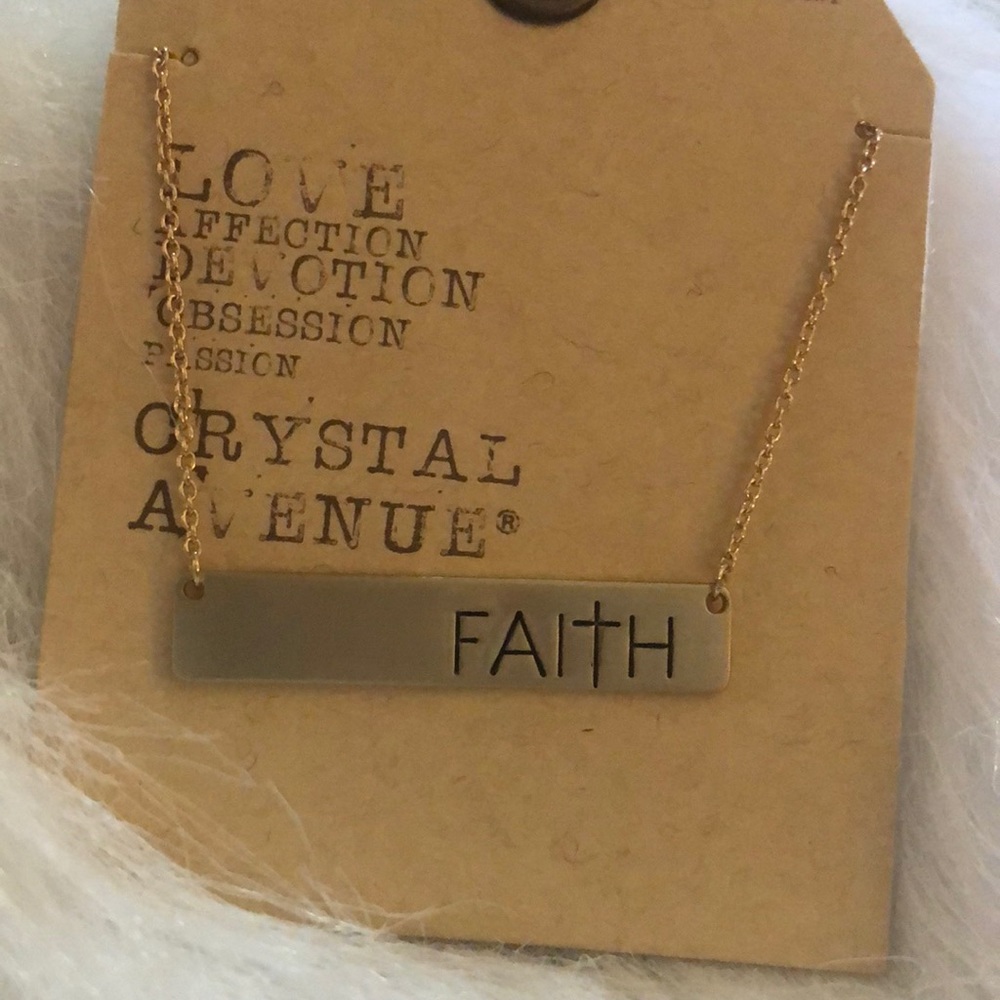 LOVE
AFFECTION
DEVOTION
OBSESSION
PASSION
CRYSTAL
AVENUE®
FAITH